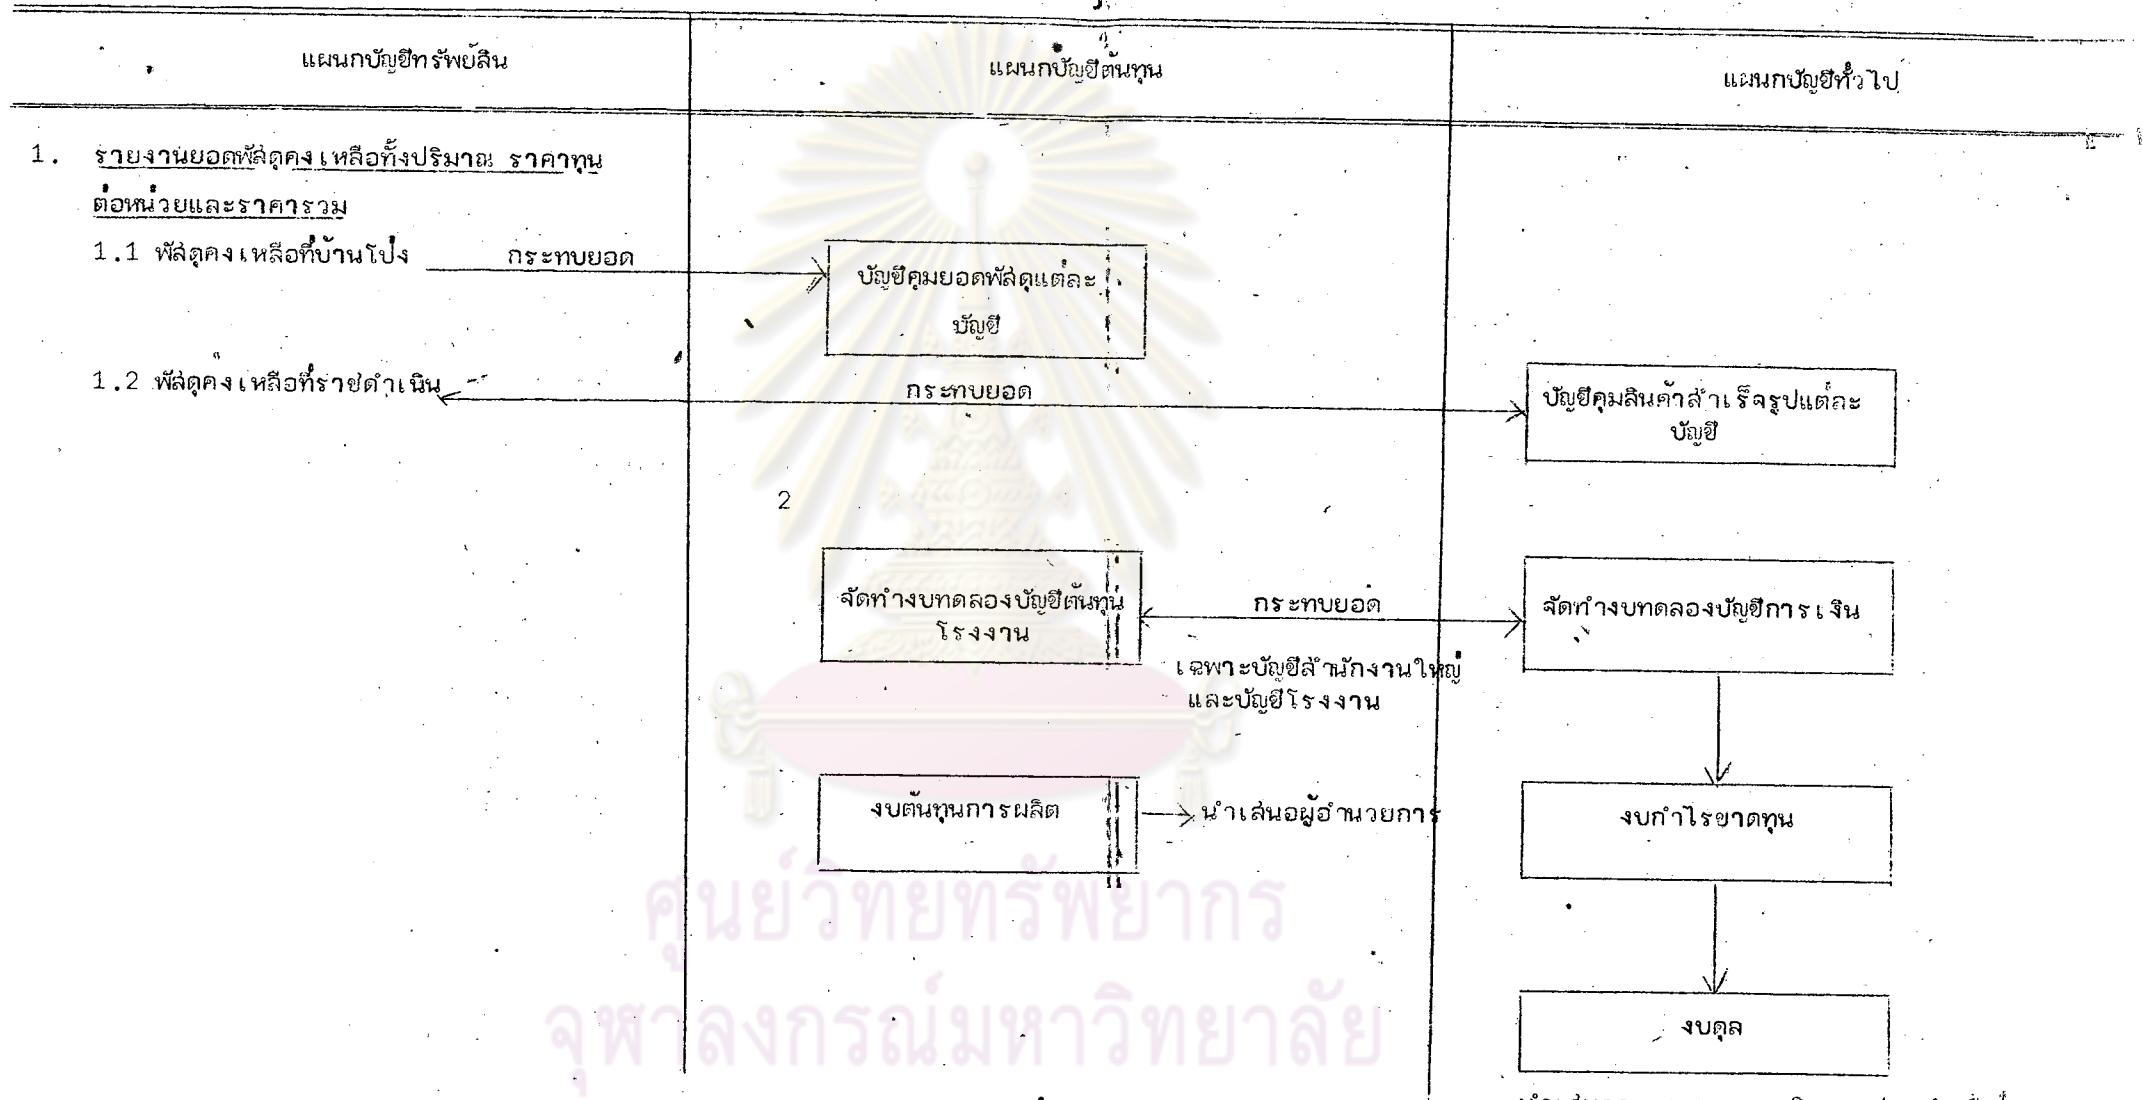 แผนกบัญชีทรัพย์สิน
แผนกบัญชีต้นทุน
แผนกบัญชีทั่วไป
1. รายงานยอดพัสดุคงเหลือทั้งปริมาณ ราคาทุน
ต่อหน่วยและราคารวม
1.1 พัสดุคงเหลือที่บ้านโป่ง
กระทบยอด
บัญชีคุมยอดพัสดุแต่ละ
บัญชี
1.2 พัสดุคงเหลือที่ราชดำเนิน
กระทบยอด
บัญชีคุมสินค้าสำเร็จรูปแต่ละ
บัญชี
2
จัดทำงบทดลองบัญชีต้นทุน
โรงงาน
กระทบยอด
จัดทำงบทดลองบัญชีการเงิน
เฉพาะบัญชีสำนักงานใหญ่
และบัญชีโรงงาน
งบต้นทุนการผลิต
นำเสนอผู้อำนวยการ
งบกำไรขาดทุน
งบดุล
ศูนย์วิทยทรัพยากร
จุฬาลงกรณ์มหาวิทยาลัย